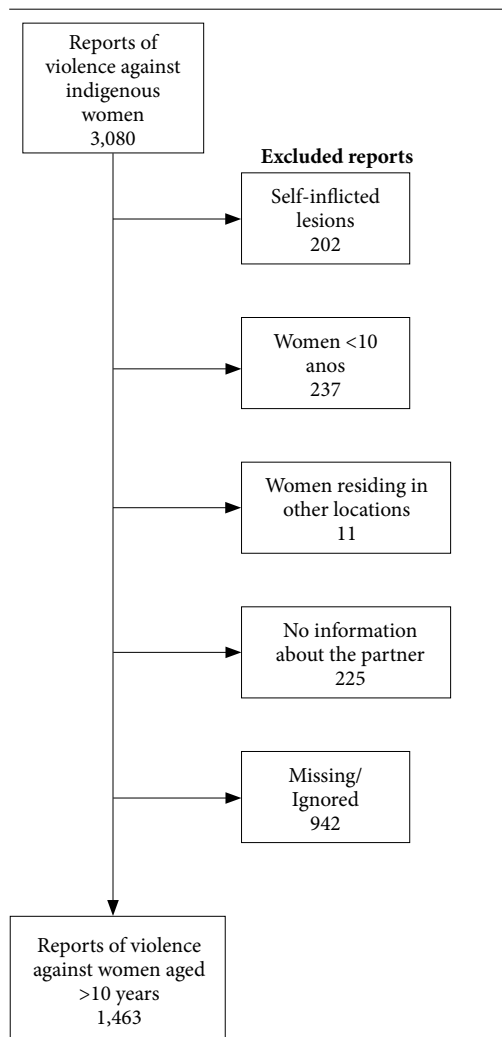 Reports of
violence against
indigenous
women
3,080
Excluded reports
Self-inflicted
lesions
202
Women <10
anos
237
Women residing in
other locations
11
No information
about the partner
225
Missing/
Ignored
942
Reports of violence
against women aged
>10 years
1,463